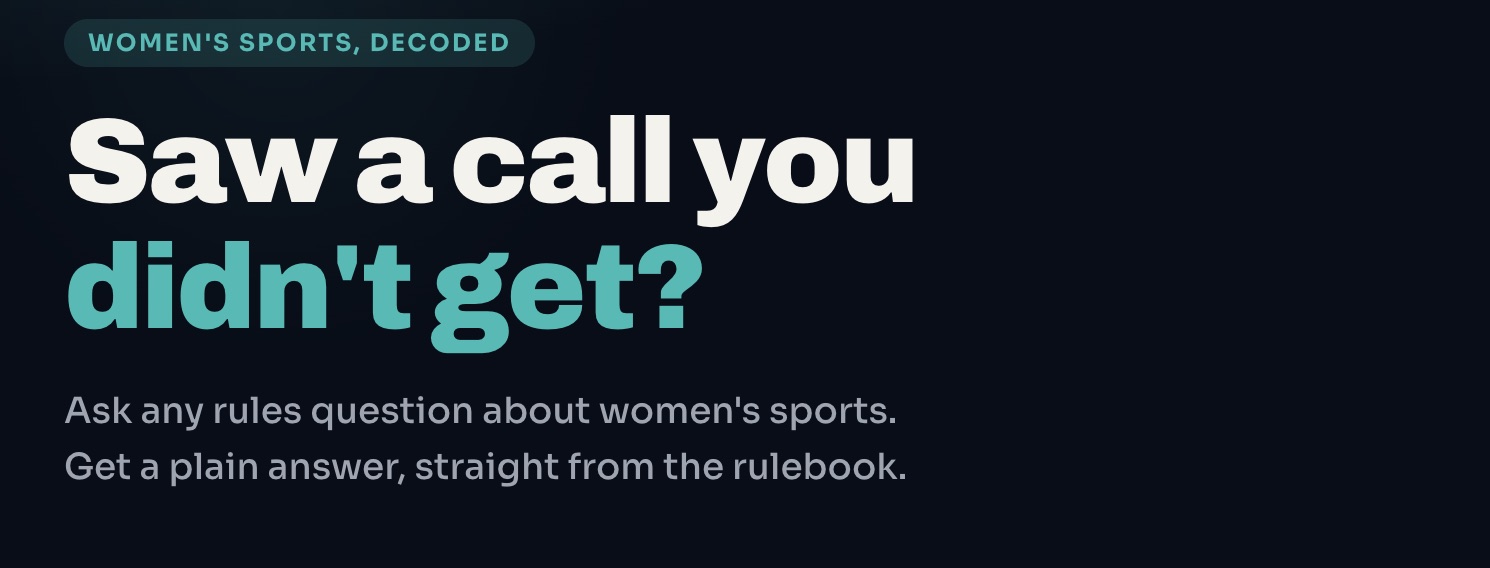 WOMEN'S SPORTS, DECODED
Saw a call you
didn't get?
Ask any rules question about women's sports.
Get a plain answer, straight from the rulebook.